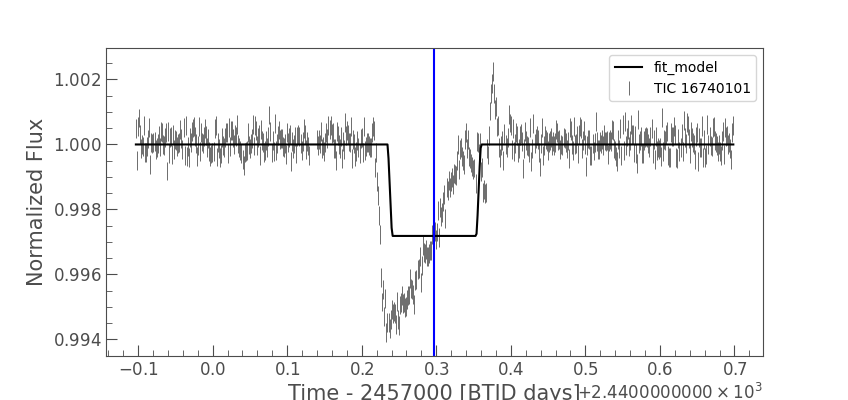 fit_model
TIC 16740101
1.002
1.000
0.998
0.996
0.994
Normalized Flux
−0.1 0.0 0.1 0.2 0.3 0.4 0.5 0.6 0.7
Time - 2457000 [BTJD days]
+2.4400000000 × 10³